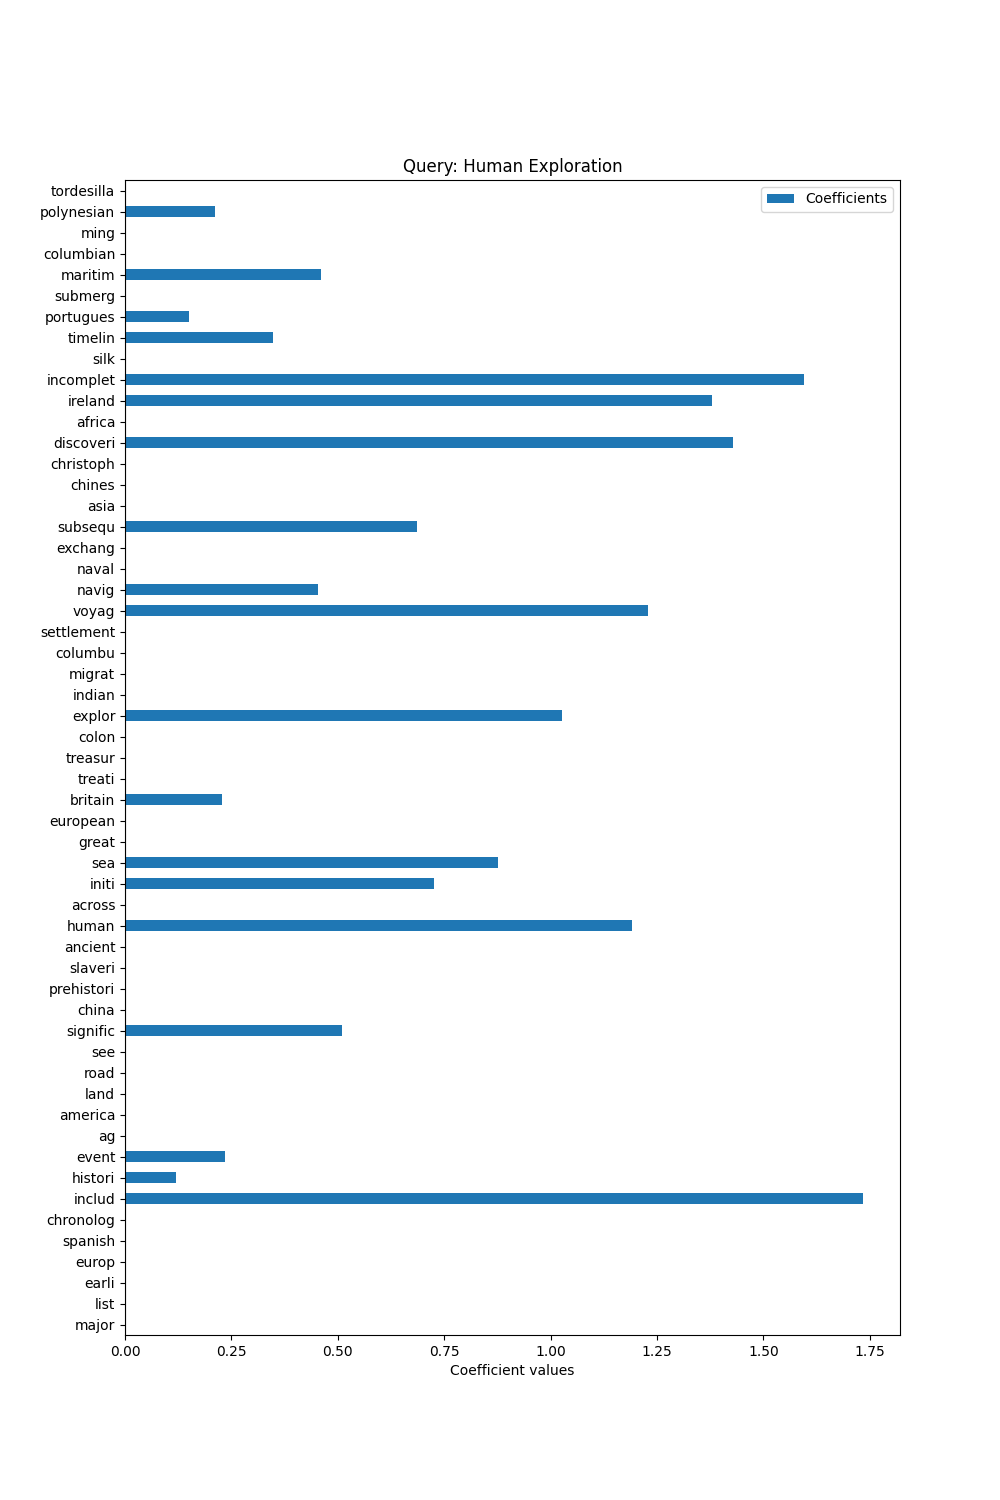 Query: Human Exploration
Coefficients
tordesilla
polynesian
ming
columbian
maritim
submerg
portugues
timelin
silk
incomplet
ireland
africa
discoveri
christoph
chines
asia
subsequ
exchang
naval
navig
voyag
settlement
columbu
migrat
indian
explor
colon
treasur
treati
britain
european
great
sea
initi
across
human
ancient
slaveri
prehistori
china
signific
see
road
land
america
ag
event
histori
includ
chronolog
spanish
europ
earli
list
major
0.00 0.25 0.50 0.75 1.00 1.25 1.50 1.75
Coefficient values